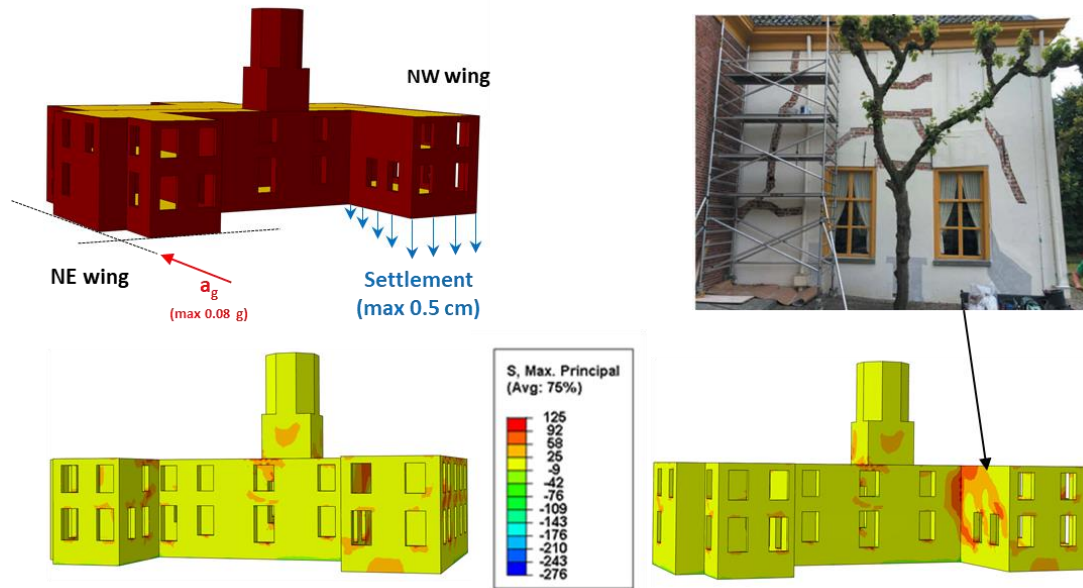 NW wing
NE wing
a_g
(max 0.08 g)
Settlement
(max 0.5 cm)
S, Max. Principal
(Avg: 75%)
125
92
58
25
-9
-42
-76
-109
-143
-176
-210
-243
-276